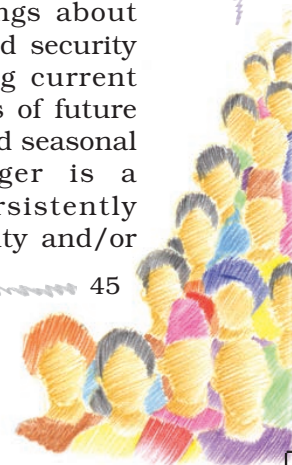 ngs about
d security
g current
s of future
d seasonal
ger is a
rsistently
ty and/or
45